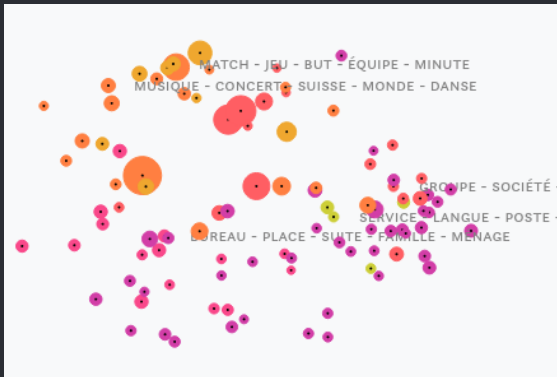 MATCH - JEU - BUT - ÉQUIPE - MINUTE
MUSIQUE - CONCERT - SUISSE - MONDE - DANSE
GROUPE - SOCIÉTÉ -
SERVICE - LANGUE - POSTE -
BUREAU - PLACE - SUITE - FAMILLE - MÉNAGE